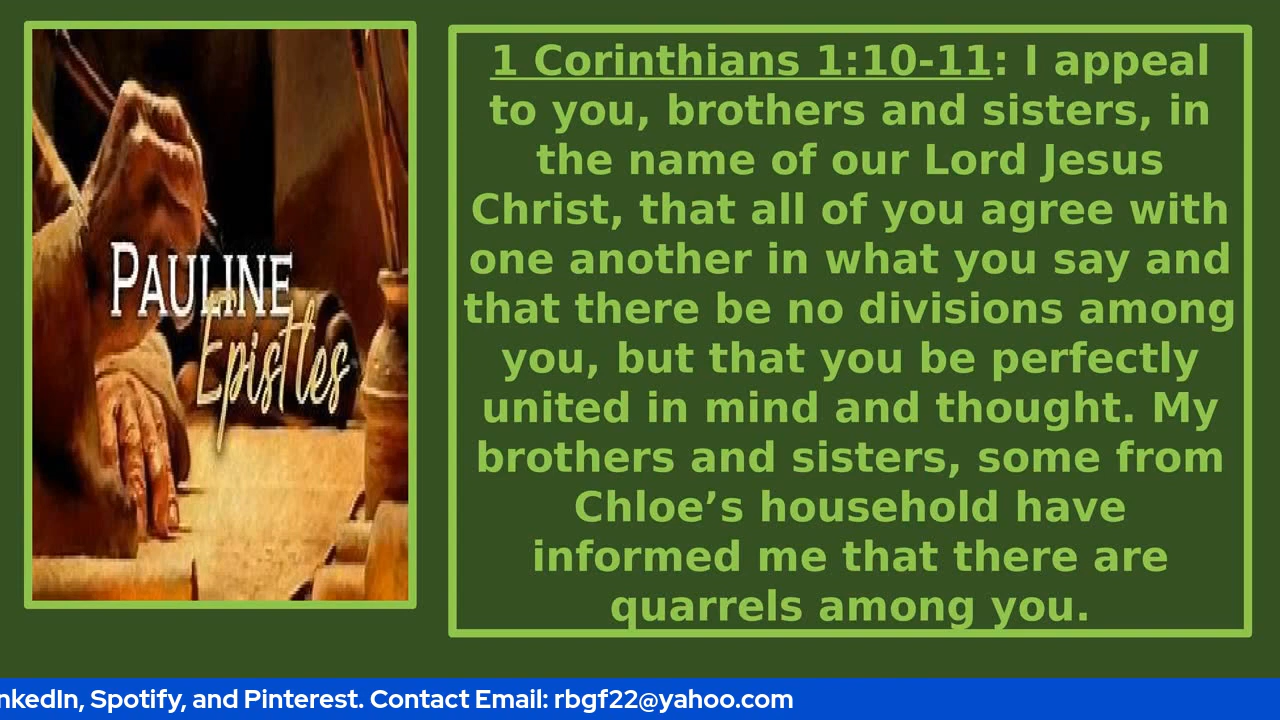 PAULINE
Epistles
1 Corinthians 1:10-11: I appeal
to you, brothers and sisters, in
the name of our Lord Jesus
Christ, that all of you agree with
one another in what you say and
that there be no divisions among
you, but that you be perfectly
united in mind and thought. My
brothers and sisters, some from
Chloe’s household have
informed me that there are
quarrels among you.
nkedIn, Spotify, and Pinterest. Contact Email: rbgf22@yahoo.com